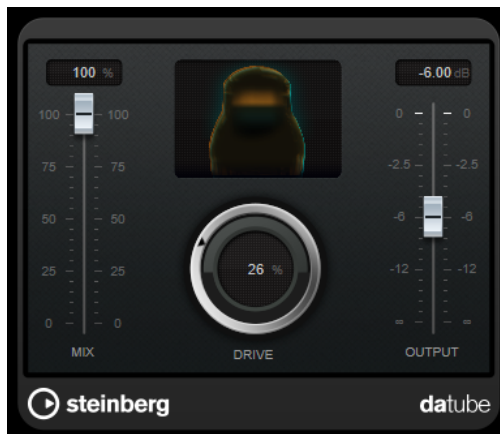 100 %
-6.00 dB
100 100
0 0
75 75
-2.5 -2.5
50 50
-6 -6
26 %
25 25
-12 -12
0 0
∞ ∞
MIX
DRIVE
OUTPUT
steinberg
datube